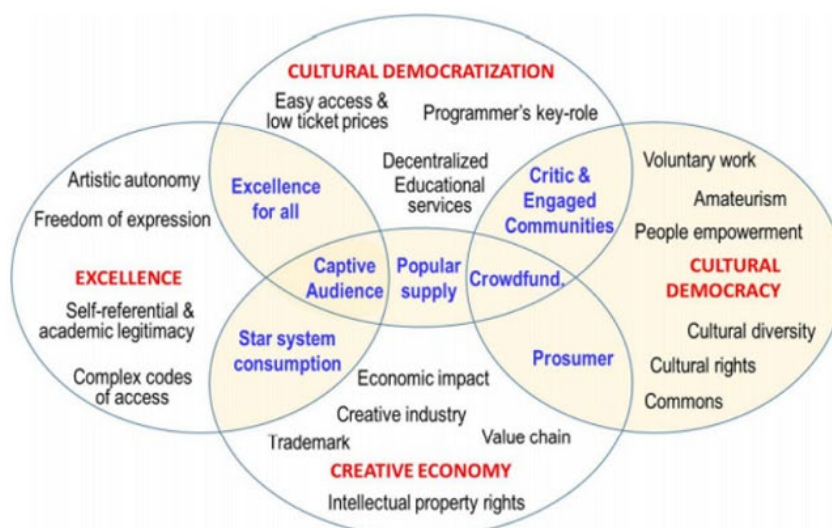 CULTURAL DEMOCRATIZATION
Easy access &
low ticket prices
Programmer's key-role
Decentralized
Educational
services
Artistic autonomy
Freedom of expression
EXCELLENCE
Self-referential &
academic legitimacy
Complex codes
of access
Excellence
for all
Critic &
Engaged
Communities
Voluntary work
Amateurism
People empowerment
CULTURAL
DEMOCRACY
Cultural diversity
Cultural rights
Commons
Captive
Audience
Popular
supply
Crowdfund.
Star system
consumption
Prosumer
Economic impact
Creative industry
Trademark
Value chain
CREATIVE ECONOMY
Intellectual property rights